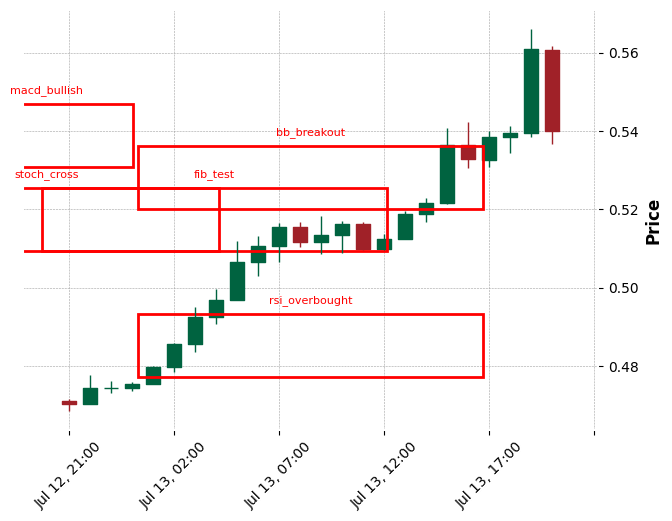 macd_bullish
bb_breakout
stoch_cross
fib_test
rsi_overbought
0.56
0.54
0.52
0.50
0.48
Price
Jul 12, 21:00
Jul 13, 02:00
Jul 13, 07:00
Jul 13, 12:00
Jul 13, 17:00